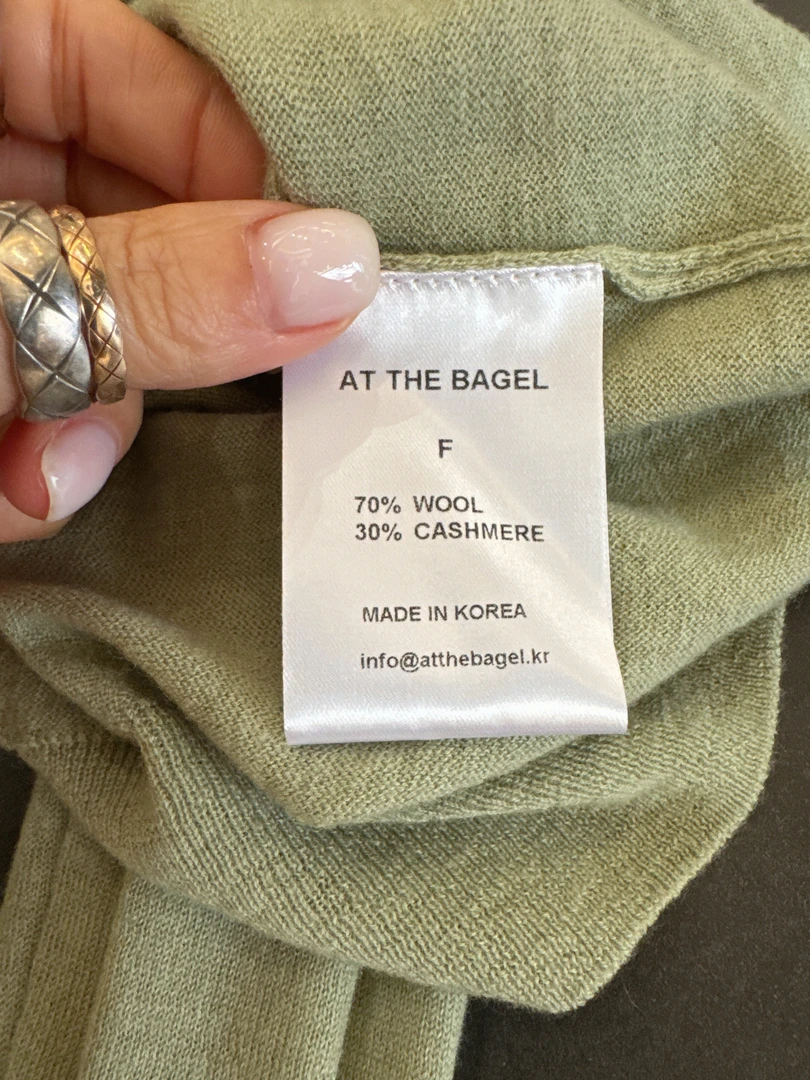 AT THE BAGEL
F
70% WOOL
30% CASHMERE
MADE IN KOREA
info@atthebagel.kr